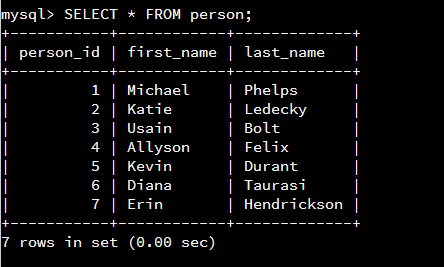 mysql> SELECT * FROM person;
+-----------+------------+-------------+
| person_id | first_name | last_name   |
+-----------+------------+-------------+
|         1 | Michael    | Phelps      |
|         2 | Katie      | Ledecky     |
|         3 | Usain      | Bolt        |
|         4 | Allyson    | Felix       |
|         5 | Kevin      | Durant      |
|         6 | Diana      | Taurasi     |
|         7 | Erin       | Hendrickson |
+-----------+------------+-------------+
7 rows in set (0.00 sec)